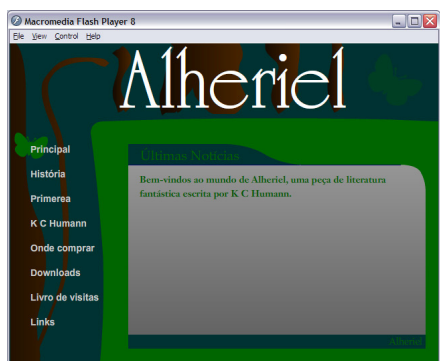 Macromedia Flash Player 8
File View Control Help
Alheriel
Principal
História
Primerea
K C Humann
Onde comprar
Downloads
Livro de visitas
Links
Últimas Notícias
Bem-vindos ao mundo de Alheriel, uma peça de literatura
fantástica escrita por K C Humann.
Alheriel